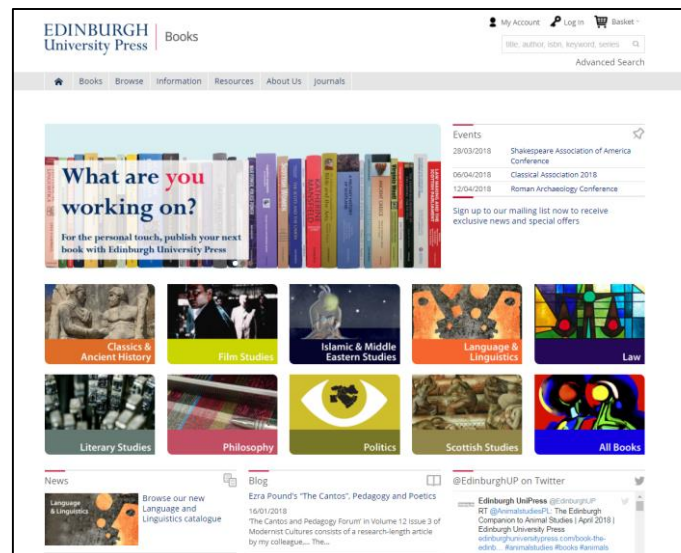 EDINBURGH
University Press
Books
My Account
Log In
Basket
title, author, isbn, keyword, series
Advanced Search
Books
Browse
Information
Resources
About Us
Journals
What are you
working on?
For the personal touch, publish your next
book with Edinburgh University Press
Events
28/03/2018 Shakespeare Association of America
Conference
06/04/2018 Classical Association 2018
12/04/2018 Roman Archaeology Conference
Sign up to our mailing list now to receive
exclusive news and special offers
Classics &
Ancient History
Film Studies
Islamic & Middle
Eastern Studies
Language &
Linguistics
Law
Literary Studies
Philosophy
Politics
Scottish Studies
All Books
News
Language
& Linguistics
Browse our new
Language and
Linguistics catalogue
Blog
Ezra Pound's "The Cantos". Pedagogy and Poetics
16/01/2018
'The Cantos and Pedagogy Forum' in Volume 12 Issue 3 of
Modernist Cultures consists of a research-length article
by my colleague,... The...
@EdinburghUP on Twitter
Edinburgh UniPress @EdinburghUP
RT @AnimalstudiesPL: The Edinburgh
Companion to Animal Studies | April 2018 |
Edinburgh University Press
edinburghuniversitypress.com/book-the-
edinb... #animalstudies #books #animals